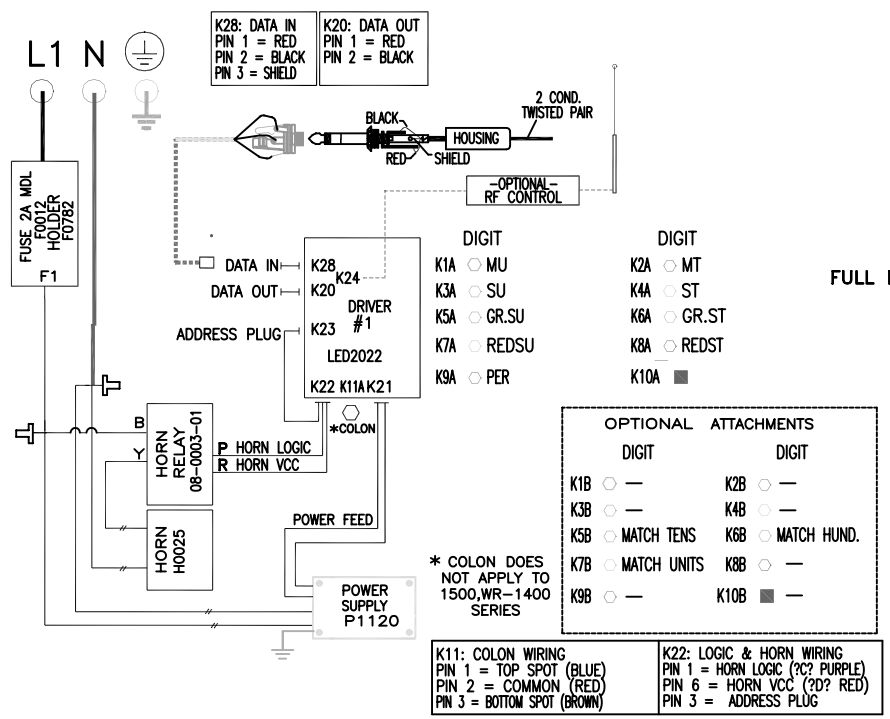 K28: DATA IN
PIN 1 = RED
PIN 2 = BLACK
PIN 3 = SHIELD
K20: DATA OUT
PIN 1 = RED
PIN 2 = BLACK
L1 N
2 COND.
TWISTED PAIR
BLACK
HOUSING
RED
SHIELD
-OPTIONAL-
RF CONTROL
FUSE 2A MDL
F0012
HOLDER
F0782
F1
DATA IN
DATA OUT
ADDRESS PLUG
K28
K24
K20
DRIVER
#1
K23
LED2022
K22 K11A K21
*COLON
DIGIT
K1A MU
K3A SU
K5A GR.SU
K7A REDSU
K9A PER
DIGIT
K2A MT
K4A ST
K6A GR.ST
K8A REDST
K10A
FULL
B
Y
HORN
RELAY
08-0003-01
P HORN LOGIC
R HORN VCC
HORN
H0025
POWER FEED
POWER
SUPPLY
P1120
* COLON DOES
NOT APPLY TO
1500,WR-1400
SERIES
OPTIONAL ATTACHMENTS
DIGIT
K1B —
K3B —
K5B MATCH TENS
K7B MATCH UNITS
K9B —
DIGIT
K2B —
K4B —
K6B MATCH HUND.
K8B —
K10B —
K11: COLON WIRING
PIN 1 = TOP SPOT (BLUE)
PIN 2 = COMMON (RED)
PIN 3 = BOTTOM SPOT (BROWN)
K22: LOGIC & HORN WIRING
PIN 1 = HORN LOGIC (?C? PURPLE)
PIN 6 = HORN VCC (?D? RED)
PIN 3 = ADDRESS PLUG